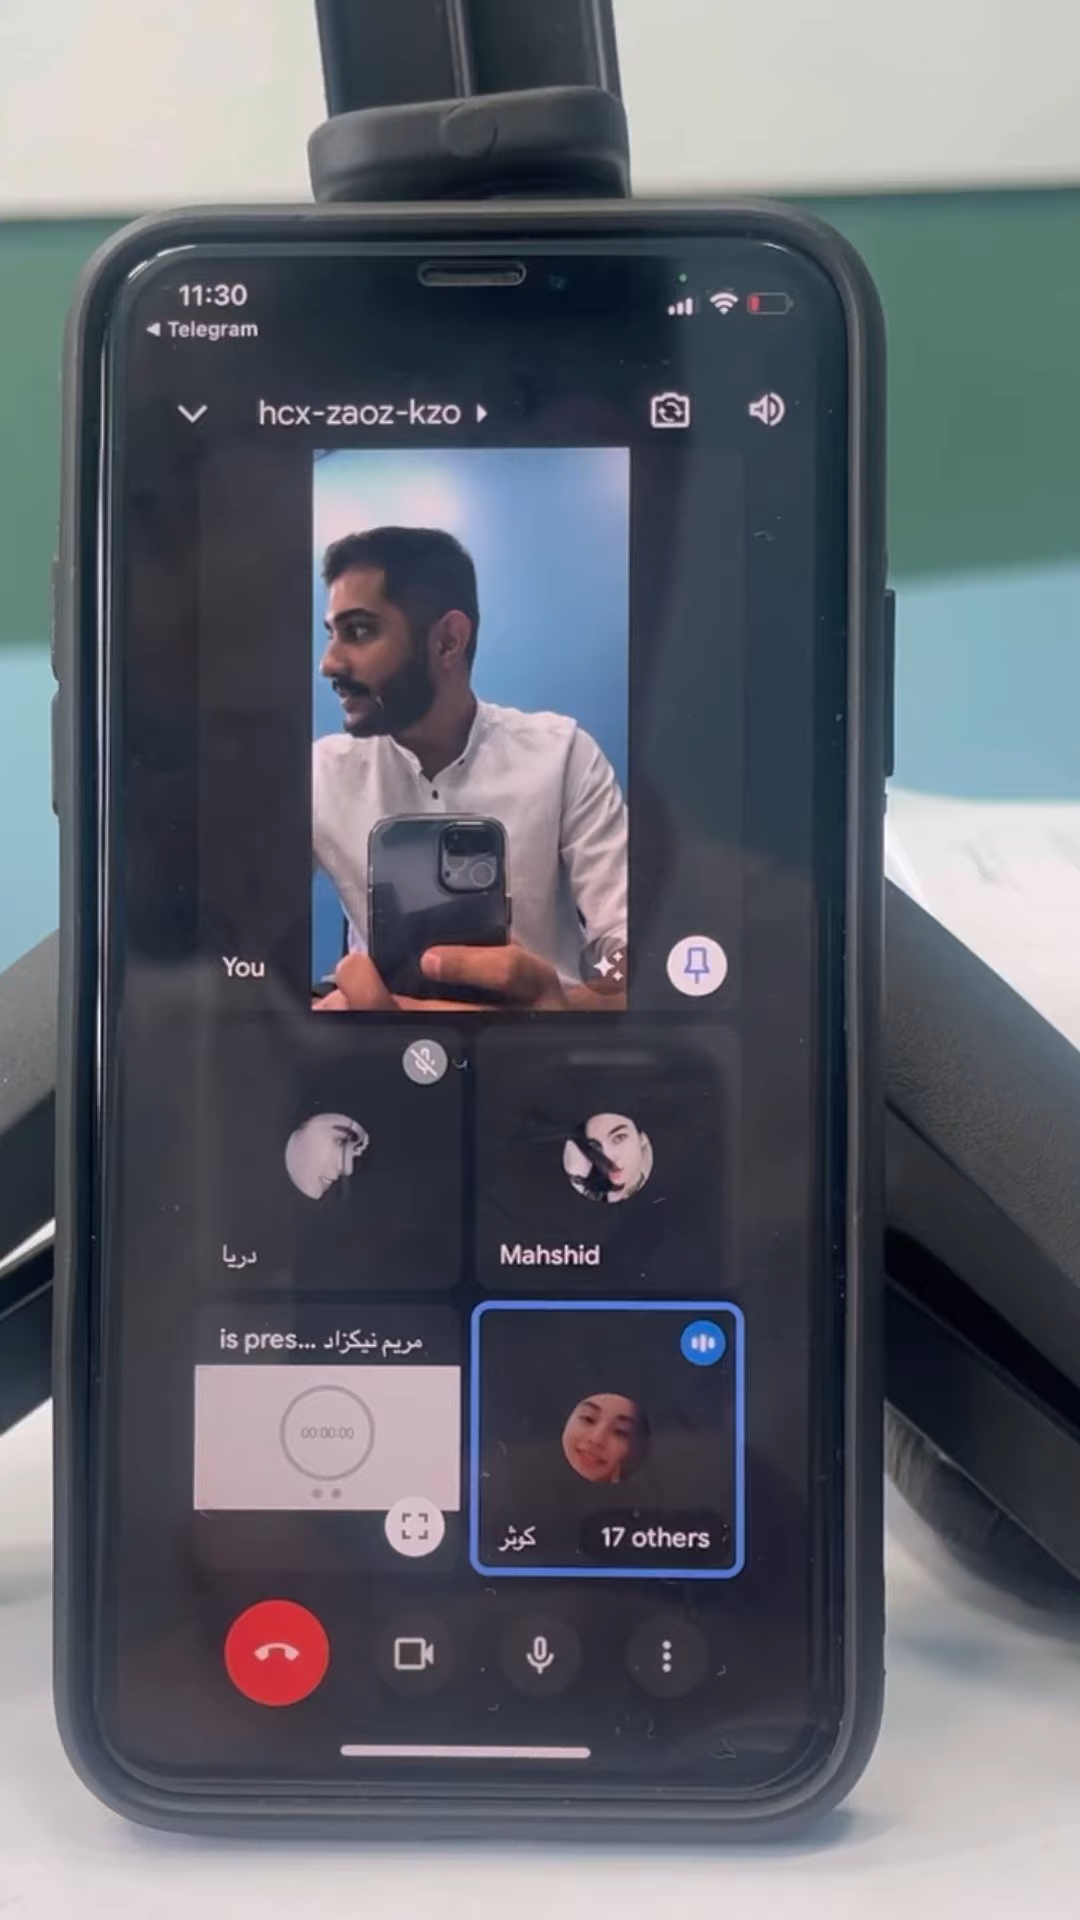 11:30
◀ Telegram
hcx-zaoz-kzo
You
دریا
Mahshid
مریم نیکزاد is pres...
00:00:00
کوثر
17 others